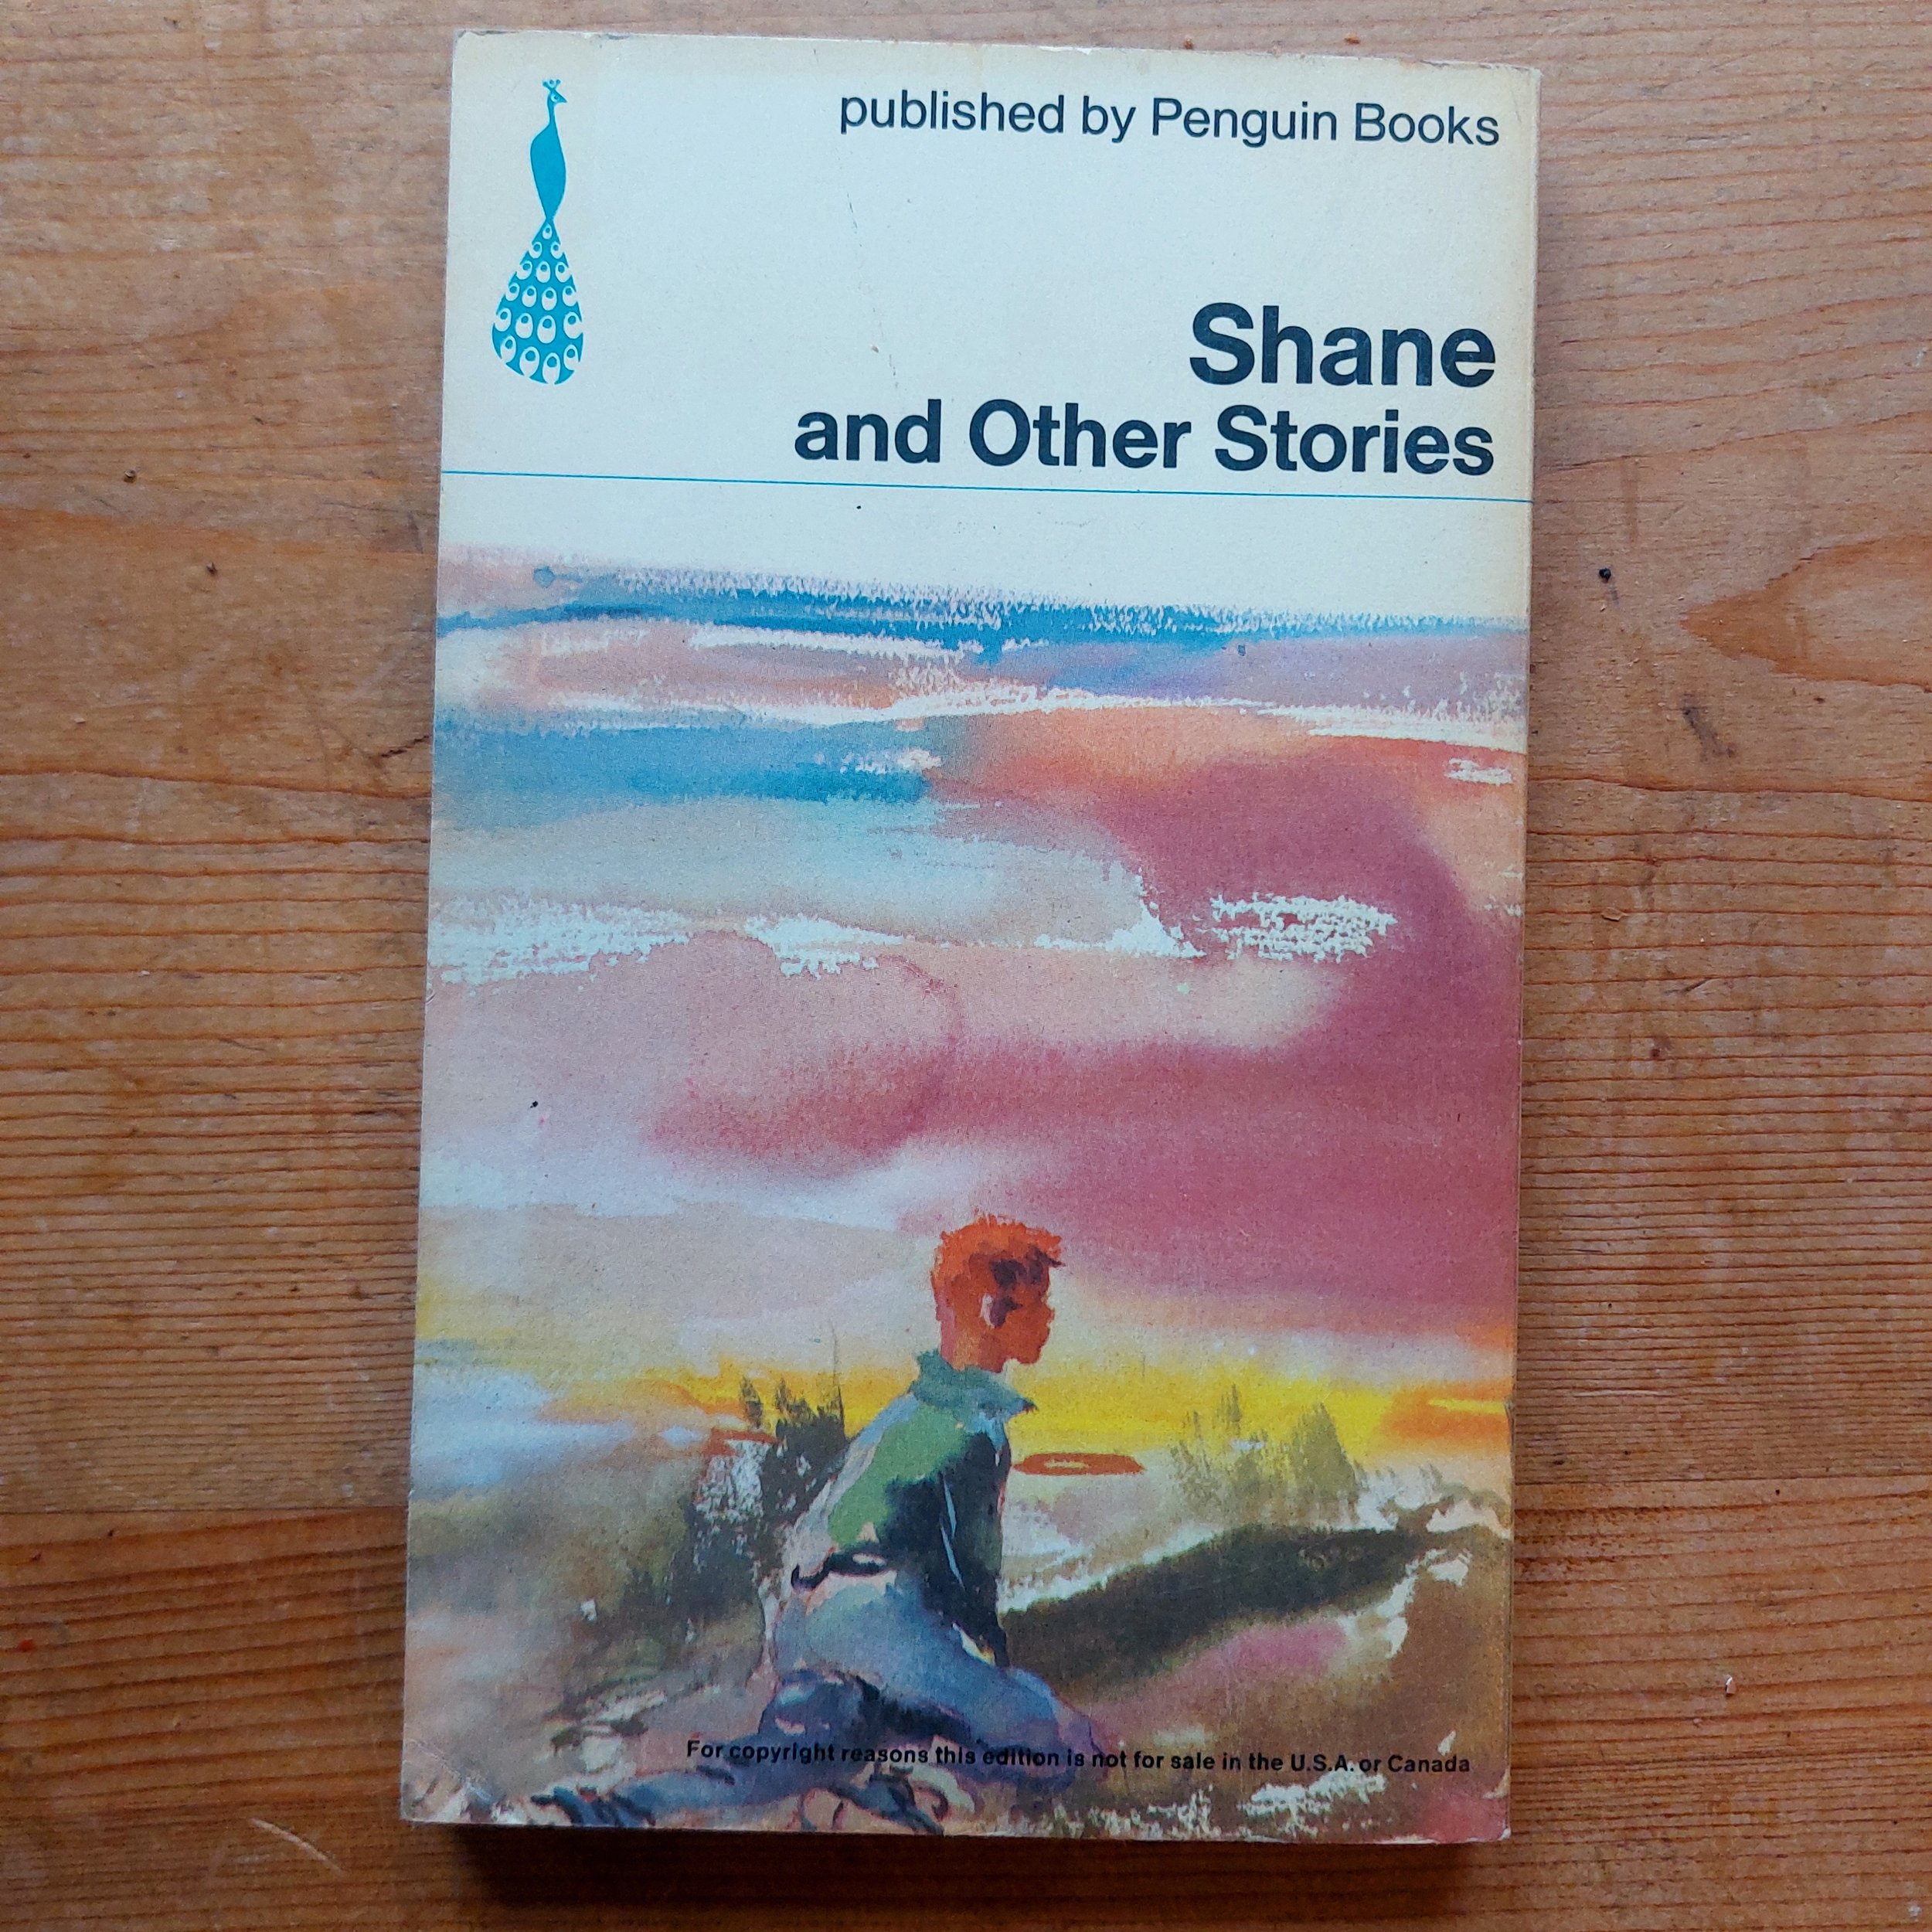 published by Penguin Books
Shane
and Other Stories
For copyright reasons this edition is not for sale in the U.S.A. or Canada